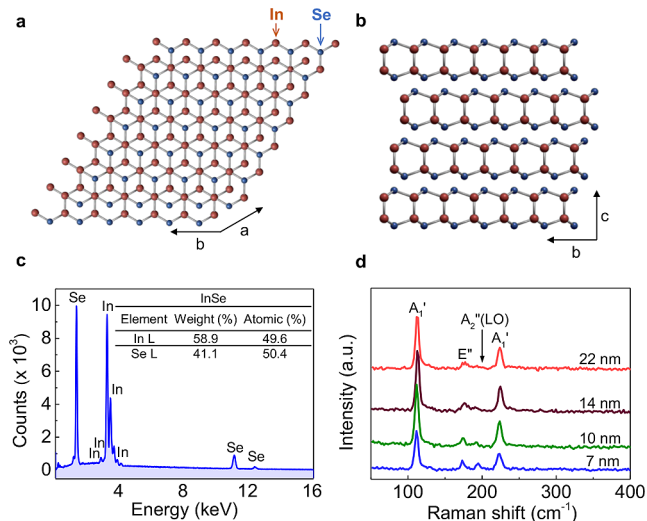 a
In
Se
b
a
b
c
b
c
Se
In
In
In
In
In
Se
Se
InSe
Element Weight (%) Atomic (%)
In L 58.9 49.6
Se L 41.1 50.4
10
8
6
4
2
0
4 8 12 16
Counts (x 10³)
Energy (keV)
d
A₁'
A₂"(LO)
A₁'
E"
22 nm
14 nm
10 nm
7 nm
Intensity (a.u.)
100 200 300 400
Raman shift (cm⁻¹)